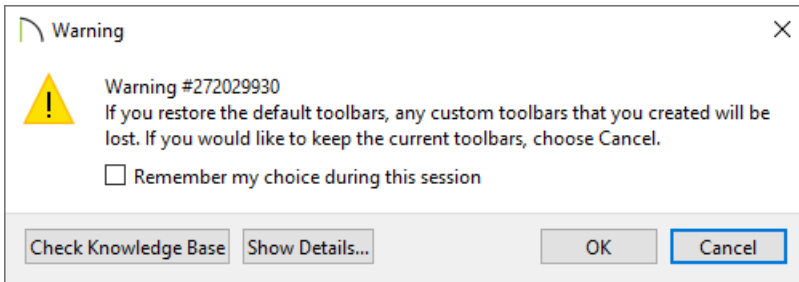 Warning
Warning #272029930
If you restore the default toolbars, any custom toolbars that you created will be
lost. If you would like to keep the current toolbars, choose Cancel.
Remember my choice during this session
Check Knowledge Base Show Details... OK Cancel